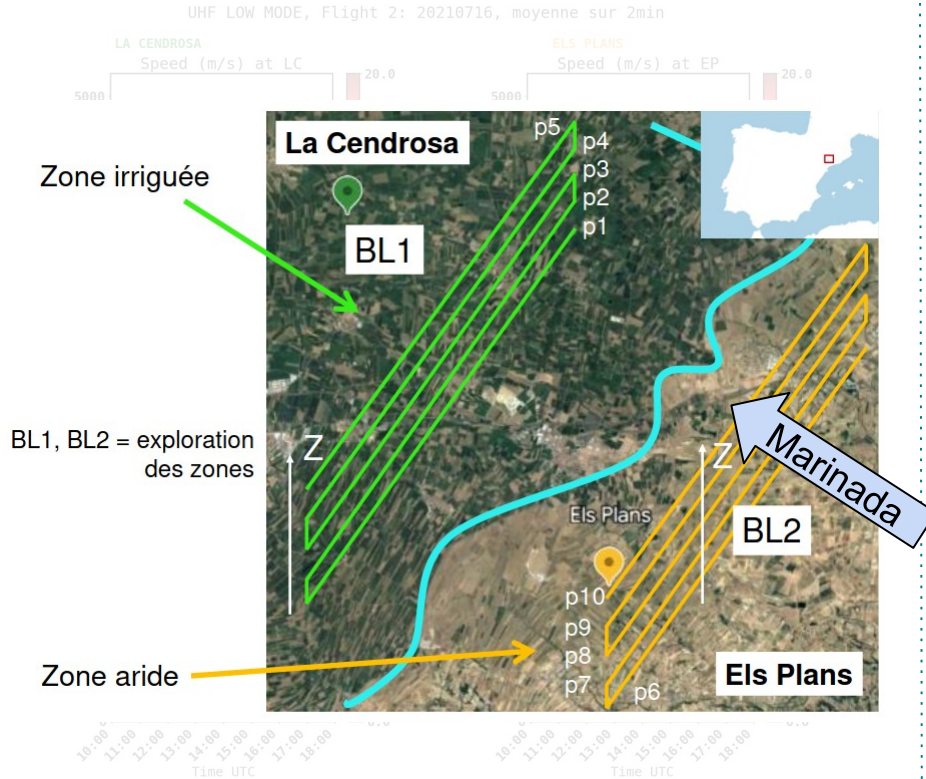 UHF LOW MODE, Flight 2: 20210716, moyenne sur 2min
LA CENDROSA
ELS PLANS
Speed (m/s) at LC
Speed (m/s) at EP
20.0
20.0
5000
5000
La Cendrosa
p5
p4
p3
p2
p1
Zone irriguée
BL1
BL1, BL2 = exploration
des zones
Z
Z
Marinada
Els Plans
BL2
p10
p9
p8
p7
p6
Zone aride
Els Plans
10:00
11:00
12:00
13:00
14:00
15:00
16:00
17:00
18:00
10:00
11:00
12:00
13:00
14:00
15:00
16:00
17:00
18:00
Time UTC
Time UTC